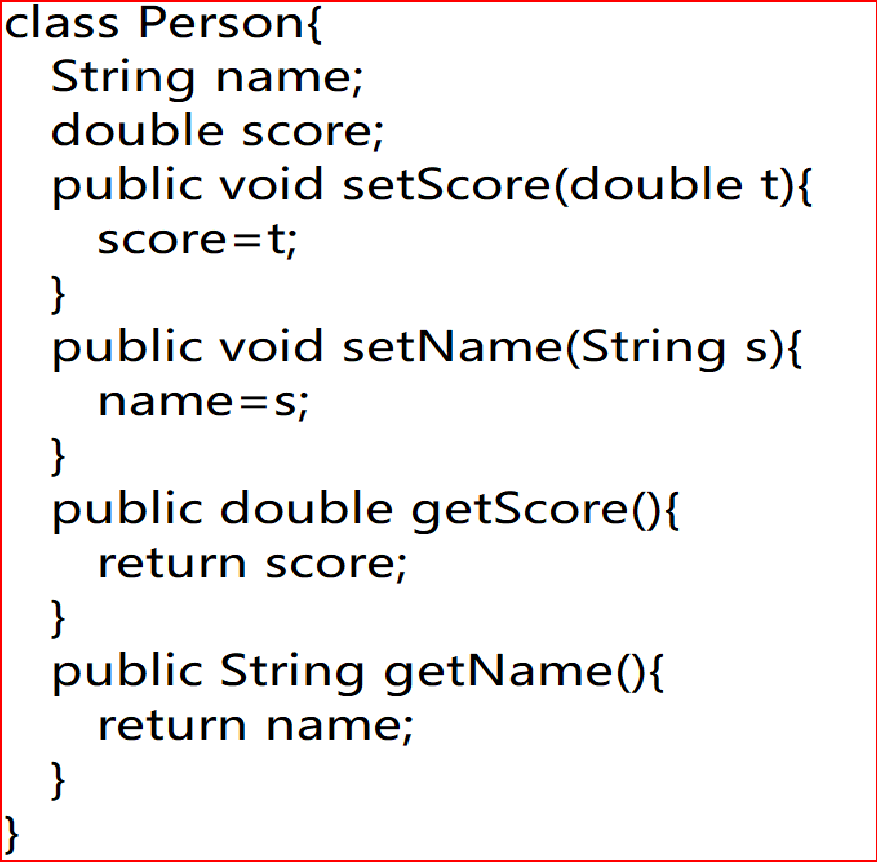 class Person{
String name;
double score;
public void setScore(double t){
score=t;
}
public void setName(String s){
name=s;
}
public double getScore(){
return score;
}
public String getName(){
return name;
}
}